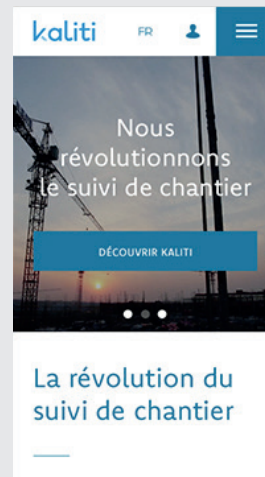 kaliti
FR
Nous
révolutionnons
le suivi de chantier
DÉCOUVRIR KALITI
La révolution du
suivi de chantier